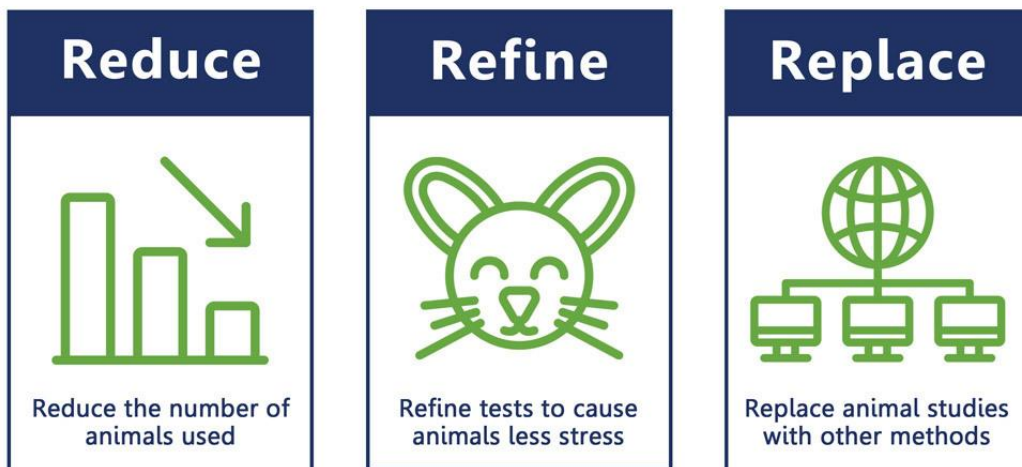 Reduce
Reduce the number of
animals used
Refine
Refine tests to cause
animals less stress
Replace
Replace animal studies
with other methods